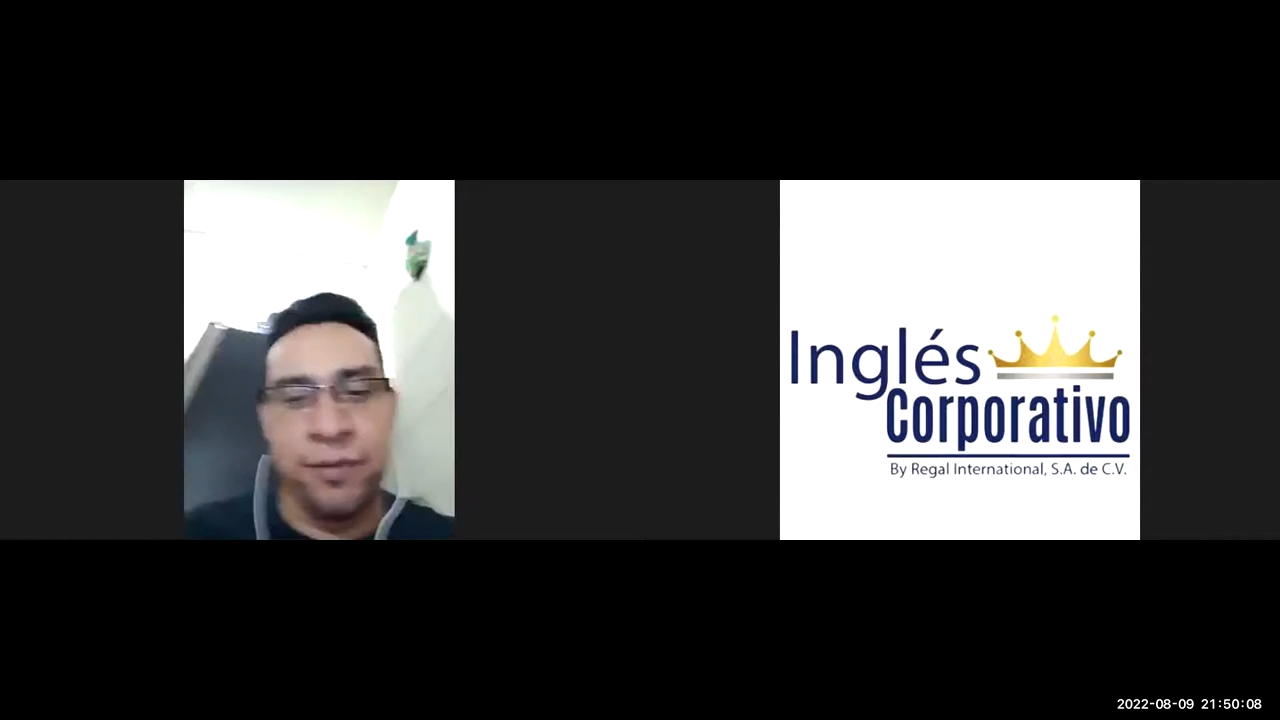 Inglés
Corporativo
By Regal International, S.A. de C.V.
2022-08-09 21:50:08